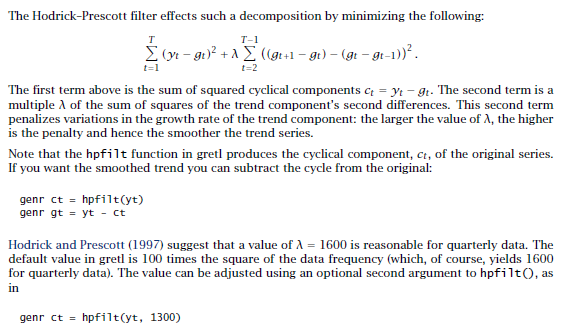 The Hodrick–Prescott filter effects such a decomposition by minimizing the following:
T T−1
∑ (yt − gt)² + λ ∑ ((gt+1 − gt) − (gt − gt−1))².
t=1 t=2
The first term above is the sum of squared cyclical components ct = yt − gt. The second term is a
multiple λ of the sum of squares of the trend component's second differences. This second term
penalizes variations in the growth rate of the trend component: the larger the value of λ, the higher
is the penalty and hence the smoother the trend series.
Note that the hpfilt function in gretl produces the cyclical component, ct, of the original series.
If you want the smoothed trend you can subtract the cycle from the original:
genr ct = hpfilt(yt)
genr gt = yt - ct
Hodrick and Prescott (1997) suggest that a value of λ = 1600 is reasonable for quarterly data. The
default value in gretl is 100 times the square of the data frequency (which, of course, yields 1600
for quarterly data). The value can be adjusted using an optional second argument to hpfilt(), as
in
genr ct = hpfilt(yt, 1300)